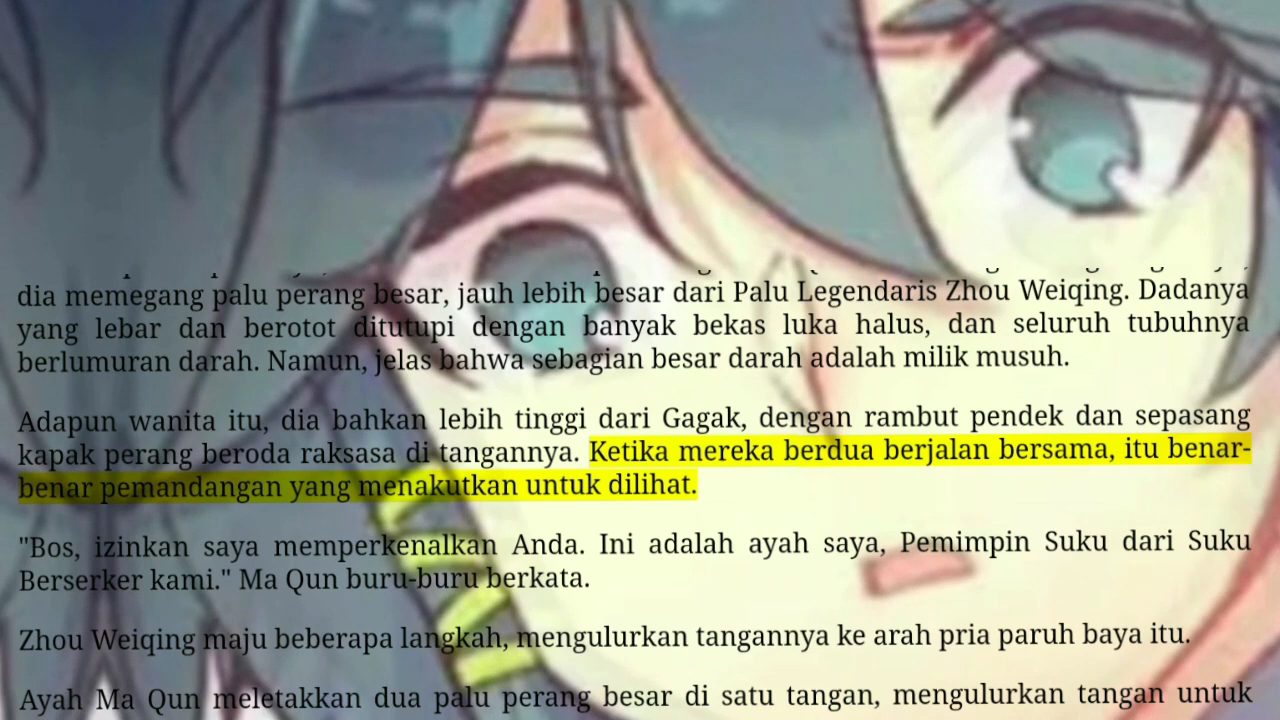 dia memegang palu perang besar, jauh lebih besar dari Palu Legendaris Zhou Weiqing. Dadanya
yang lebar dan berotot ditutupi dengan banyak bekas luka halus, dan seluruh tubuhnya
berlumuran darah. Namun, jelas bahwa sebagian besar darah adalah milik musuh.
Adapun wanita itu, dia bahkan lebih tinggi dari Gagak, dengan rambut pendek dan sepasang
kapak perang beroda raksasa di tangannya. Ketika mereka berdua berjalan bersama, itu benar-
benar pemandangan yang menakutkan untuk dilihat.
"Bos, izinkan saya memperkenalkan Anda. Ini adalah ayah saya, Pemimpin Suku dari Suku
Berserker kami." Ma Qun buru-buru berkata.
Zhou Weiqing maju beberapa langkah, mengulurkan tangannya ke arah pria paruh baya itu.
Ayah Ma Qun meletakkan dua palu perang besar di satu tangan, mengulurkan tangan untuk